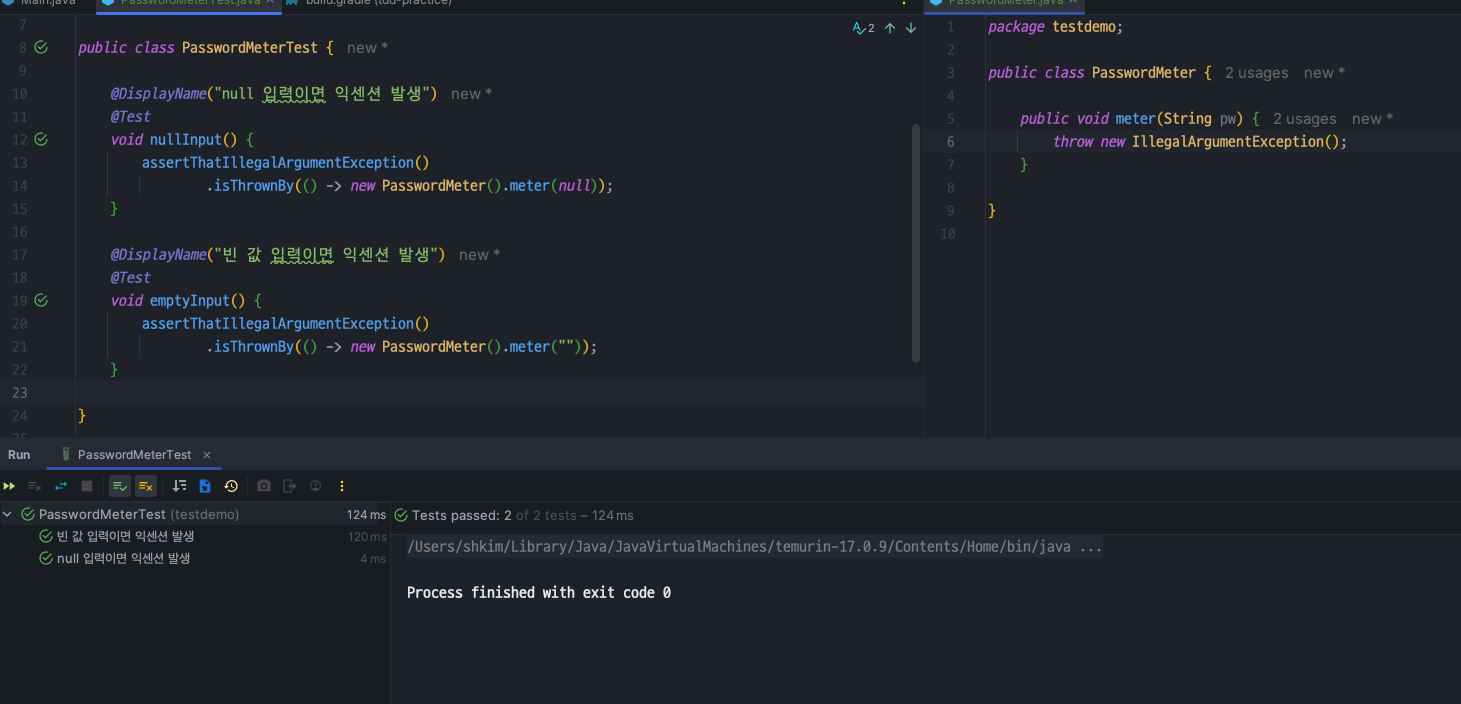 Main.java
PasswordMeterTest.java ×
build.gradle (tdd-practice)
7
8 public class PasswordMeterTest { new *
9
10 @DisplayName("null 입력이면 익센션 발생") new *
11 @Test
12 void nullInput() {
13 assertThatIllegalArgumentException()
14 .isThrownBy(() -> new PasswordMeter().meter(null));
15 }
16
17 @DisplayName("빈 값 입력이면 익센션 발생") new *
18 @Test
19 void emptyInput() {
20 assertThatIllegalArgumentException()
21 .isThrownBy(() -> new PasswordMeter().meter(""));
22 }
23
24 }
25
2
PasswordMeter.java ×
1 package testdemo;
2
3 public class PasswordMeter { 2 usages new *
4
5 public void meter(String pw) { 2 usages new *
6 throw new IllegalArgumentException();
7 }
8
9 }
10
Run PasswordMeterTest ×
PasswordMeterTest (testdemo) 124 ms
빈 값 입력이면 익센션 발생 120 ms
null 입력이면 익센션 발생 4 ms
Tests passed: 2 of 2 tests – 124 ms
/Users/shkim/Library/Java/JavaVirtualMachines/temurin-17.0.9/Contents/Home/bin/java ...
Process finished with exit code 0